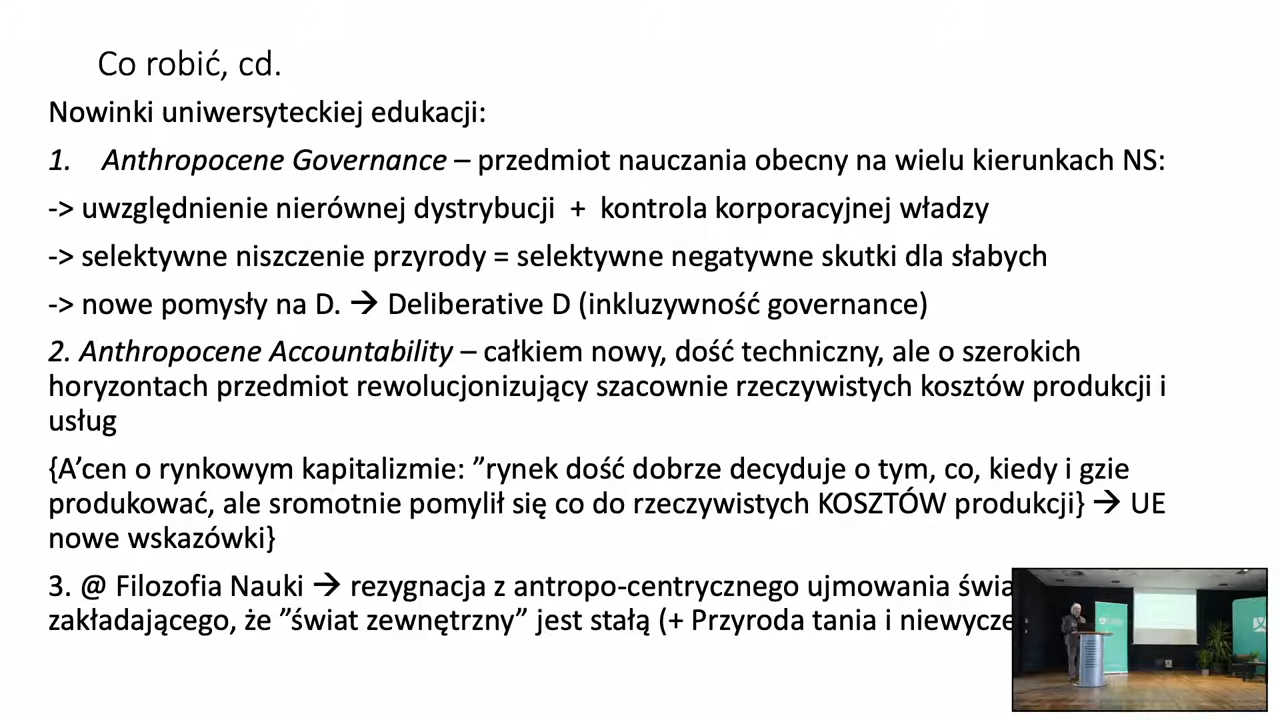 Co robić, cd.
Nowinki uniwersyteckiej edukacji:
1. Anthropocene Governance – przedmiot nauczania obecny na wielu kierunkach NS:
-> uwzględnienie nierównej dystrybucji + kontrola korporacyjnej władzy
-> selektywne niszczenie przyrody = selektywne negatywne skutki dla słabych
-> nowe pomysły na D. → Deliberative D (inkluzywność governance)
2. Anthropocene Accountability – całkiem nowy, dość techniczny, ale o szerokich
horyzontach przedmiot rewolucjonizujący szacownie rzeczywistych kosztów produkcji i
usług
{A’cen o rynkowym kapitalizmie: ”rynek dość dobrze decyduje o tym, co, kiedy i gzie
produkować, ale sromotnie pomylił się co do rzeczywistych KOSZTÓW produkcji} → UE
nowe wskazówki}
3. @ Filozofia Nauki → rezygnacja z antropo-centrycznego ujmowania
zakładającego, że ”świat zewnętrzny” jest stałą (+ Przyroda tania i